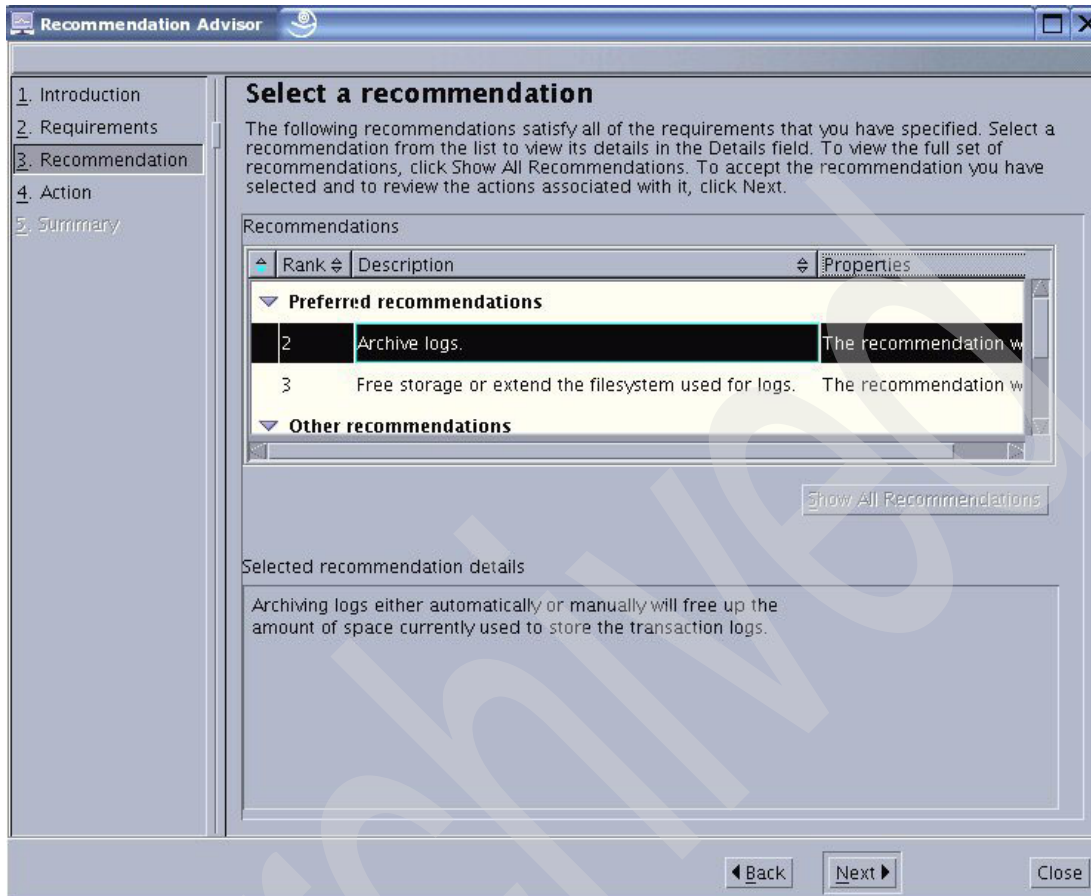 Recommendation Advisor
1. Introduction
2. Requirements
3. Recommendation
4. Action
5. Summary
Select a recommendation
The following recommendations satisfy all of the requirements that you have specified. Select a
recommendation from the list to view its details in the Details field. To view the full set of
recommendations, click Show All Recommendations. To accept the recommendation you have
selected and to review the actions associated with it, click Next.
Recommendations
Rank Description Properties
Preferred recommendations
2 Archive logs. The recommendation w
3 Free storage or extend the filesystem used for logs. The recommendation w
Other recommendations
Show All Recommendations
Selected recommendation details
Archiving logs either automatically or manually will free up the
amount of space currently used to store the transaction logs.
Back Next Close